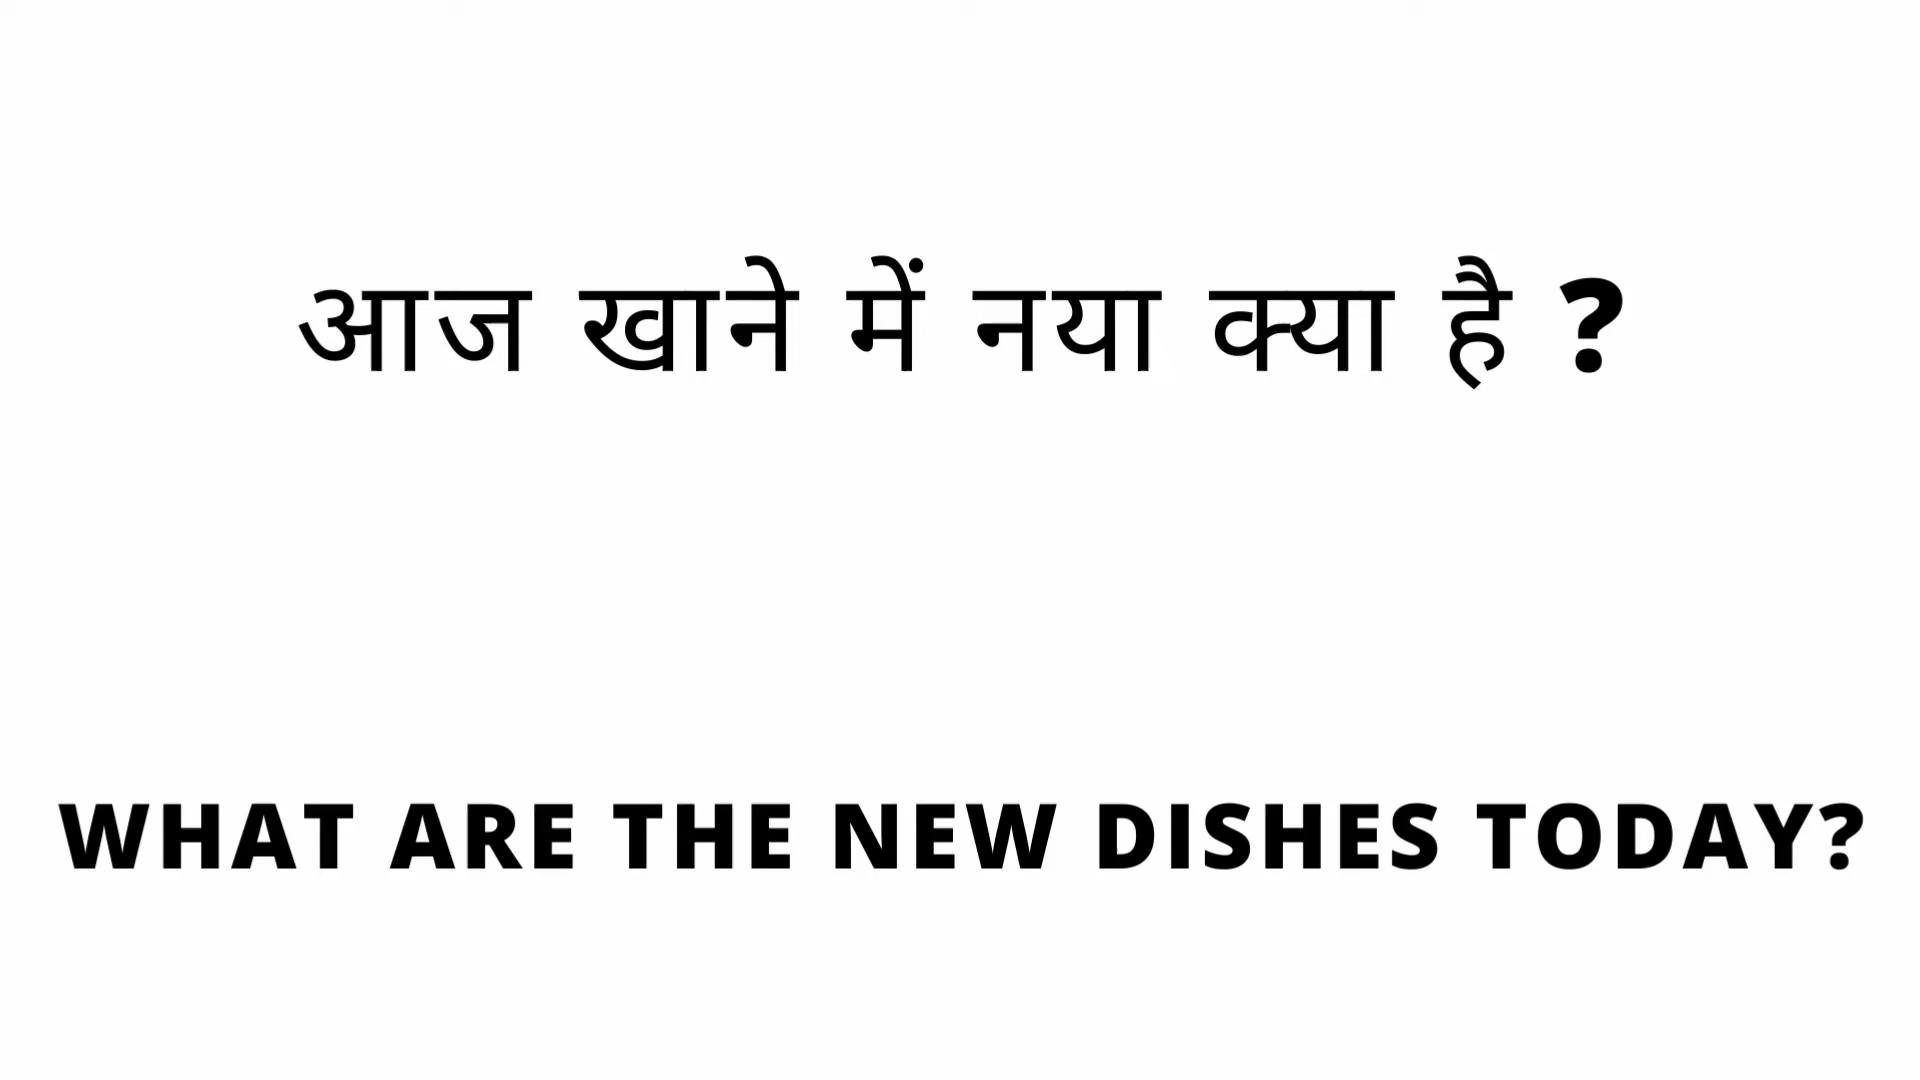 आज खाने में नया क्या है ?
WHAT ARE THE NEW DISHES TODAY?